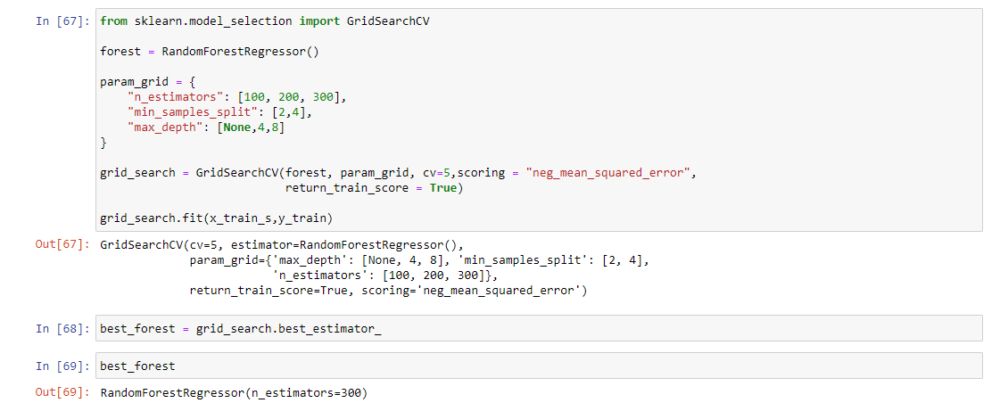 In [67]: from sklearn.model_selection import GridSearchCV
forest = RandomForestRegressor()
param_grid = {
    "n_estimators": [100, 200, 300],
    "min_samples_split": [2,4],
    "max_depth": [None,4,8]
}
grid_search = GridSearchCV(forest, param_grid, cv=5,scoring = "neg_mean_squared_error",
                           return_train_score = True)
grid_search.fit(x_train_s,y_train)
Out[67]: GridSearchCV(cv=5, estimator=RandomForestRegressor(),
             param_grid={'max_depth': [None, 4, 8], 'min_samples_split': [2, 4],
                         'n_estimators': [100, 200, 300]},
             return_train_score=True, scoring='neg_mean_squared_error')
In [68]: best_forest = grid_search.best_estimator_
In [69]: best_forest
Out[69]: RandomForestRegressor(n_estimators=300)